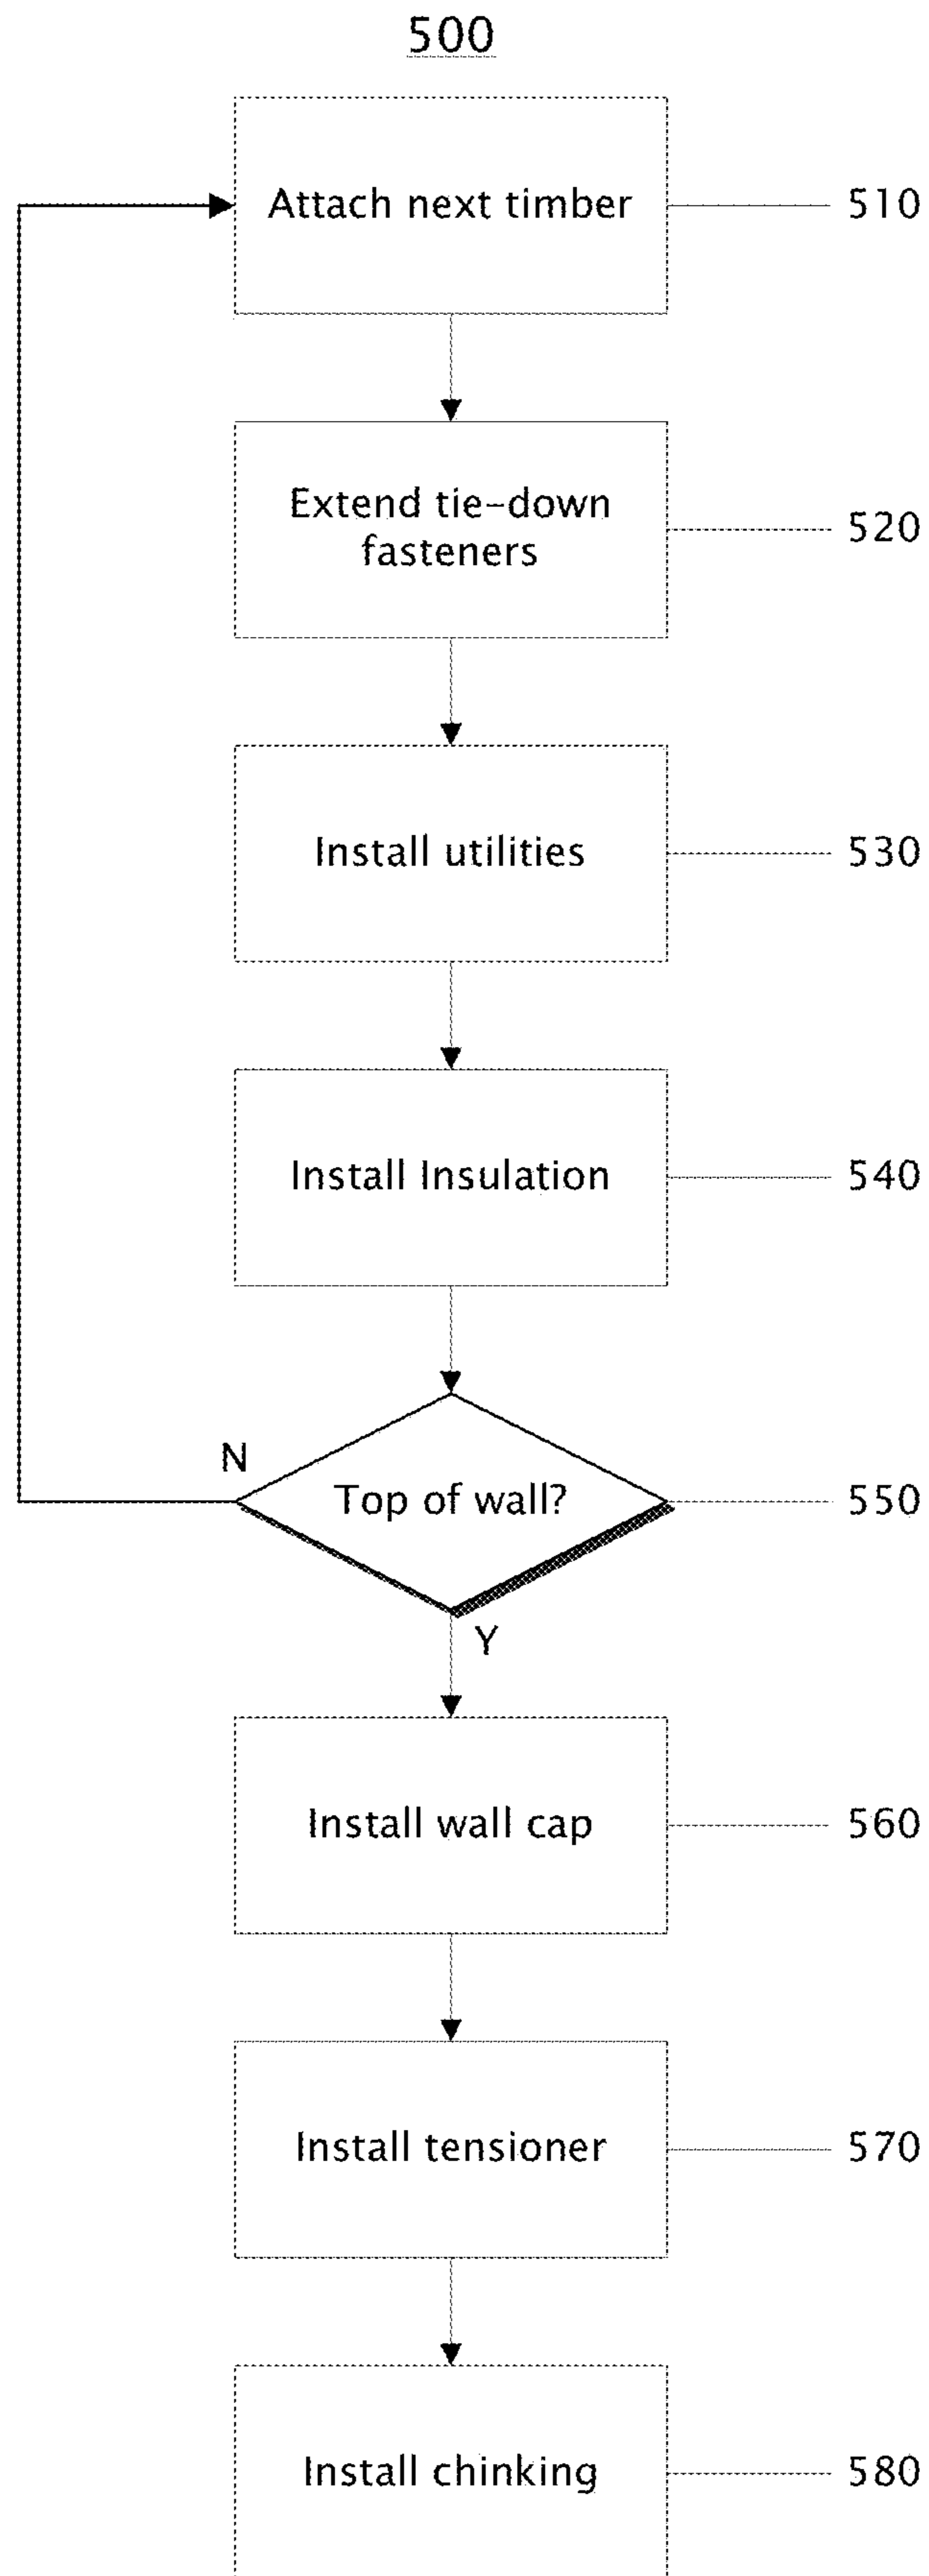 500
Attach next timber
510
Extend tie-down
fasteners
520
Install utilities
530
Install Insulation
540
N
Top of wall?
550
Y
Install wall cap
560
Install tensioner
570
Install chinking
580